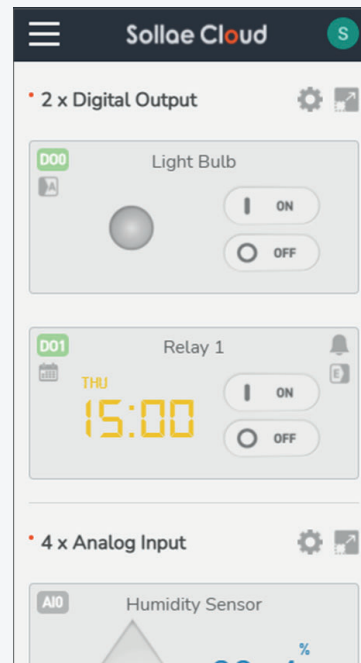 Sollae Cloud
S
2 x Digital Output
DO0
Light Bulb
A
ON
OFF
DO1
Relay 1
E
THU
15:00
ON
OFF
4 x Analog Input
AI0
Humidity Sensor
%